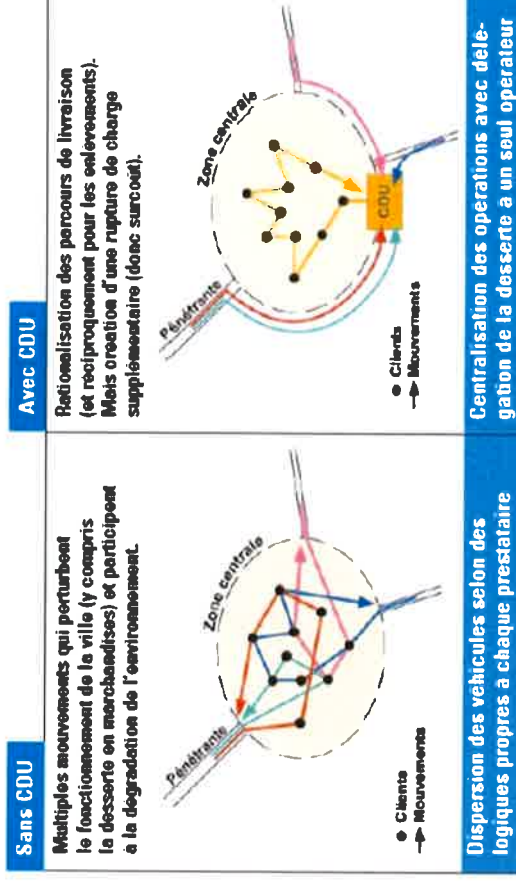 Sans CDU
Multiples mouvements qui perturbent
le fonctionnement de la ville (y compris
la desserte en marchandises) et participent
à la dégradation de l'environnement.
Pénétrante
Zone centrale
Clients
Mouvements
Dispersion des véhicules selon des
logiques propres à chaque prestataire
Avec CDU
Rationalisation des parcours de livraison
(et réciproquement pour les enlèvements).
Mais création d'une rupture de charge
supplémentaire (donc surcoût).
Pénétrante
Zone centrale
CDU
Clients
Mouvements
Centralisation des opérations avec délé-
gation de la desserte à un seul opérateur